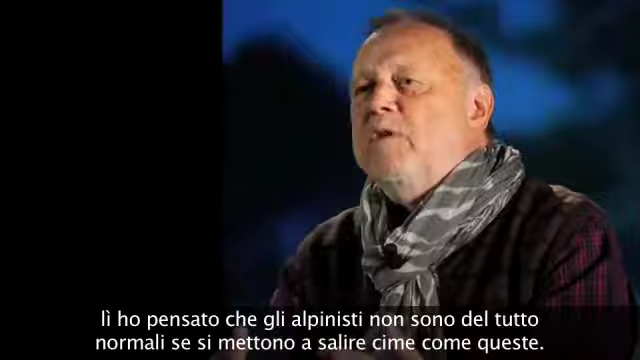 lì ho pensato che gli alpinisti non sono del tutto
normali se si mettono a salire cime come queste.